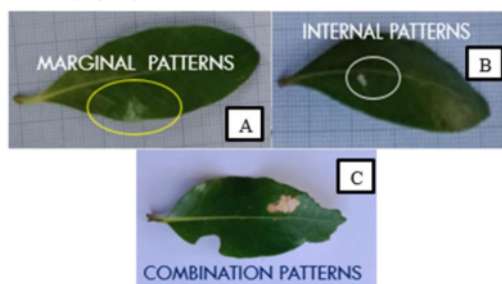 MARGINAL PATTERNS
A
INTERNAL PATTERNS
B
C
COMBINATION PATTERNS